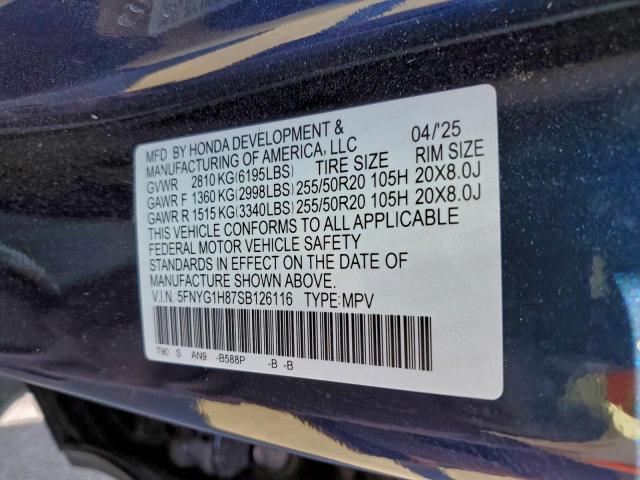 MFD BY HONDA DEVELOPMENT & 04/'25
MANUFACTURING OF AMERICA, LLC
GVWR 2810 KG(6195LBS) TIRE SIZE RIM SIZE
GAWR F 1360 KG(2998LBS) 255/50R20 105H 20X8.0J
GAWR R 1515 KG(3340LBS) 255/50R20 105H 20X8.0J
THIS VEHICLE CONFORMS TO ALL APPLICABLE
FEDERAL MOTOR VEHICLE SAFETY
STANDARDS IN EFFECT ON THE DATE OF
MANUFACTURE SHOWN ABOVE.
V.I.N. 5FNYG1H87SB126116 TYPE:MPV
T90 S AN9 -B588P -B -B